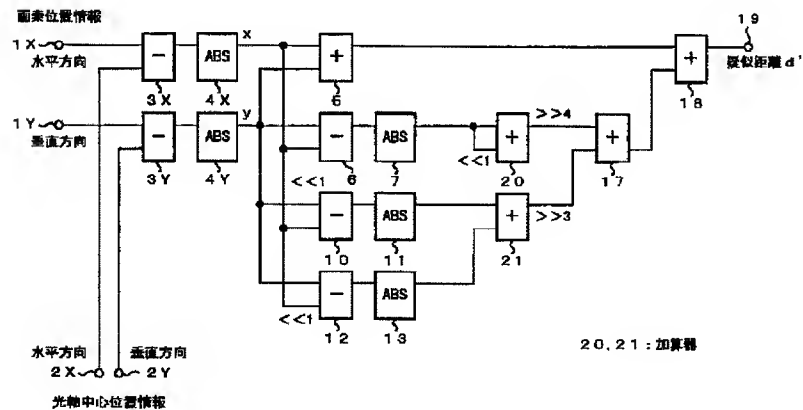 画素位置情報
1X
水平方向
−
3X
ABS
4X
x
+
5
+
18
19
疑似距離 d'
1Y
垂直方向
−
3Y
ABS
4Y
y
−
6
<<1
ABS
7
<<1
+
20
>>4
+
17
−
10
ABS
11
+
21
>>3
−
12
<<1
ABS
13
水平方向
2X
垂直方向
2Y
光軸中心位置情報
20,21:加算器